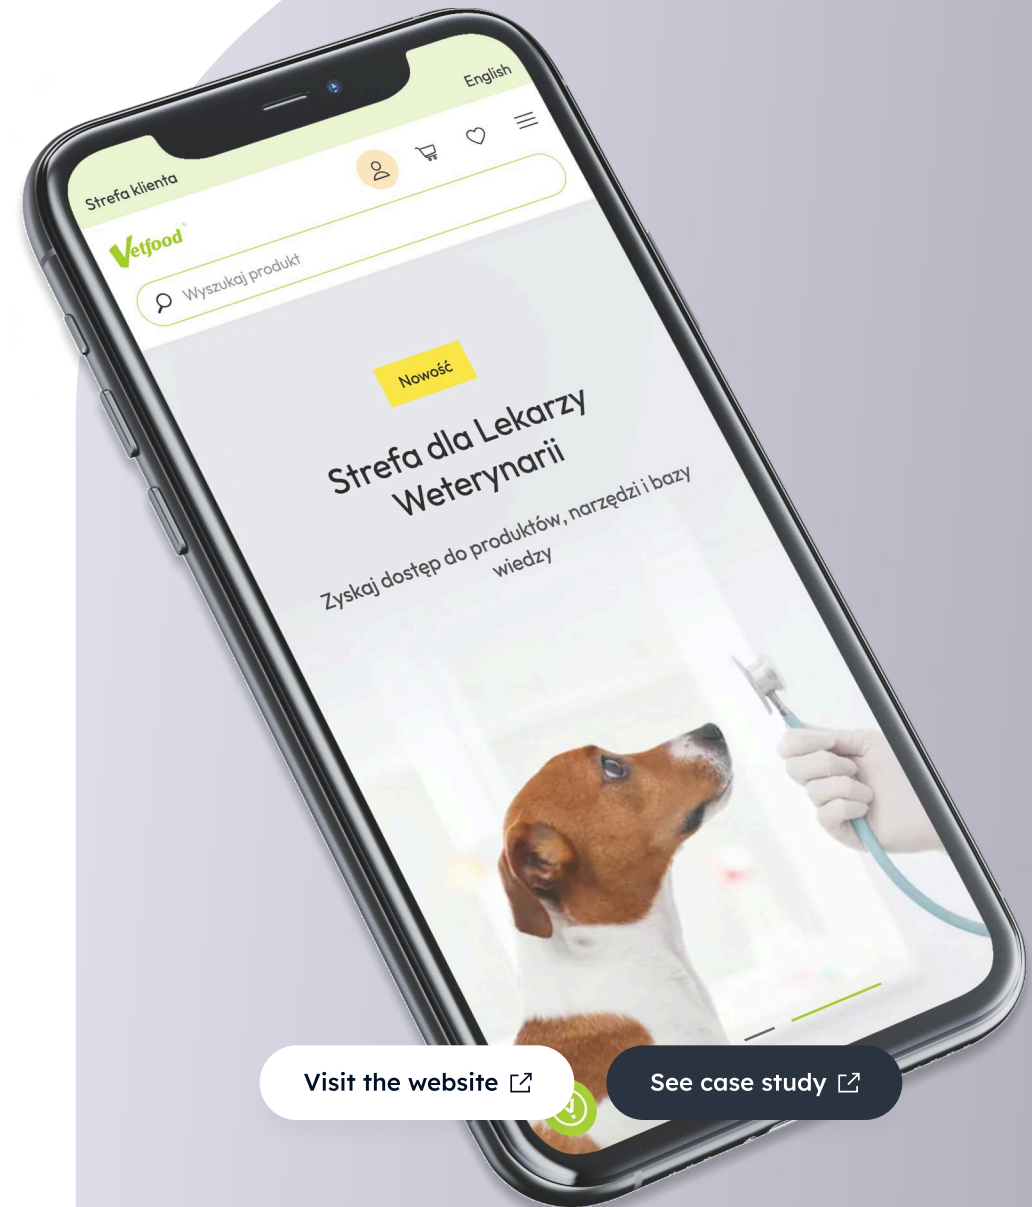 English
Strefa klienta
Vetfood
Wyszukaj produkt
Nowość
Strefa dla Lekarzy
Weterynarii
Zyskaj dostęp do produktów, narzędzi i bazy
wiedzy
Visit the website
See case study